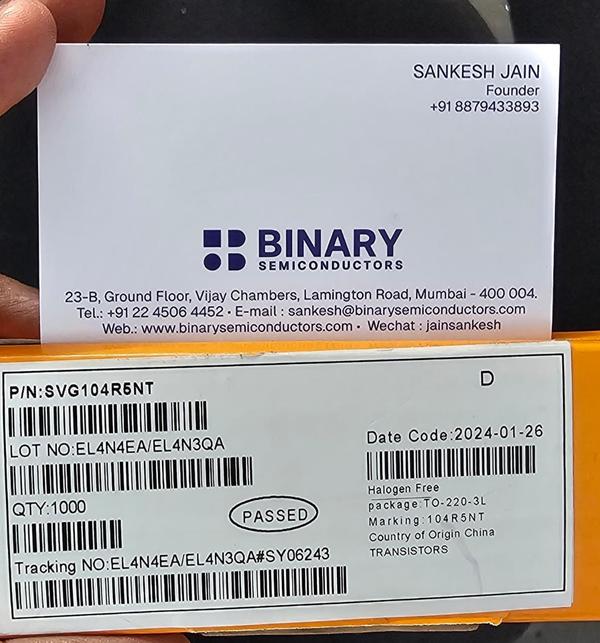 SANKESH JAIN
Founder
+91 8879433893
BINARY
SEMICONDUCTORS
23-B, Ground Floor, Vijay Chambers, Lamington Road, Mumbai - 400 004.
Tel.: +91 22 4506 4452 • E-mail : sankesh@binarysemiconductors.com
Web.: www.binarysemiconductors.com • Wechat : jainsankesh
P/N:SVG104R5NT
D
LOT NO:EL4N4EA/EL4N3QA
Date Code:2024-01-26
QTY:1000
PASSED
Halogen Free
package:TO-220-3L
Marking:104R5NT
Country of Origin China
TRANSISTORS
Tracking NO:EL4N4EA/EL4N3QA#SY06243